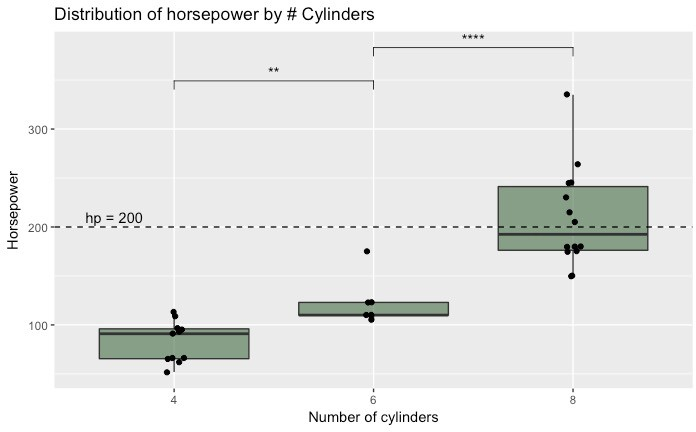 Distribution of horsepower by # Cylinders
****
**
300
hp = 200
200
100
Horsepower
4 6 8
Number of cylinders